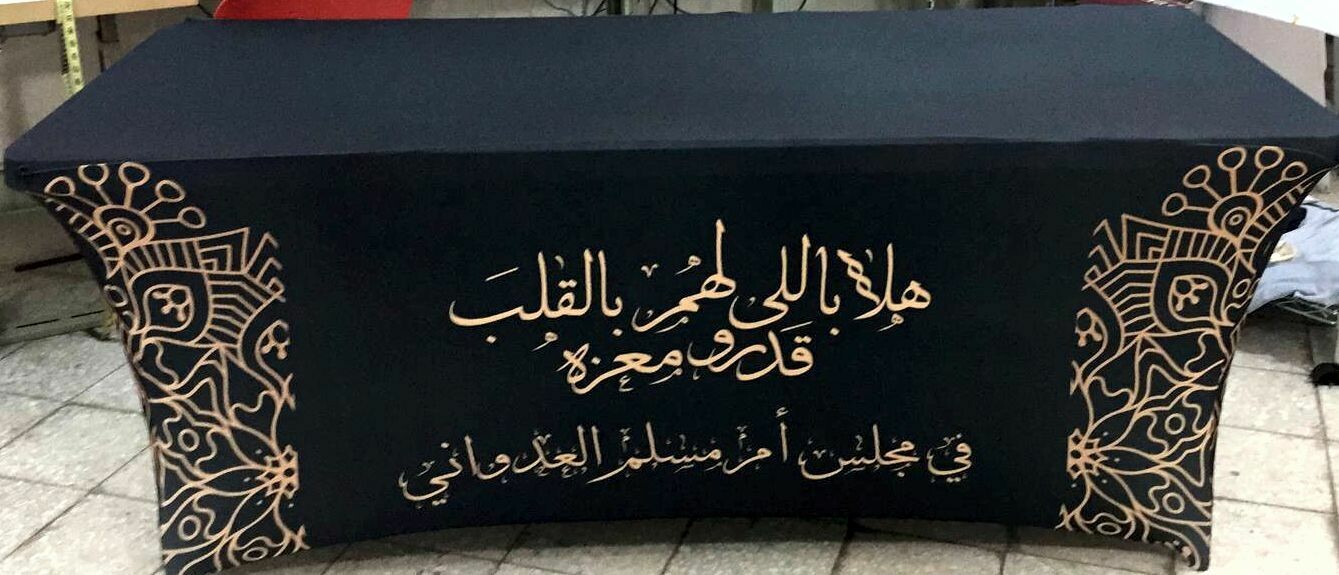 هلا باللي لهم بالقلب
قدر ومعزه
في مجلس أم مسلم العدواني